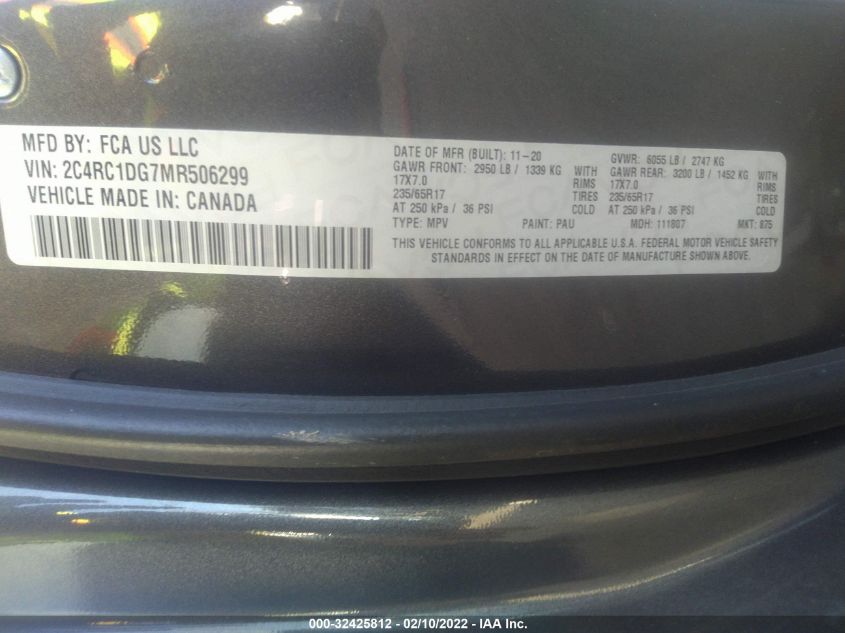 MFD BY: FCA US LLC
VIN: 2C4RC1DG7MR506299
VEHICLE MADE IN: CANADA
DATE OF MFR (BUILT): 11-20 GVWR: 6055 LB / 2747 KG
GAWR FRONT: 2950 LB / 1339 KG WITH GAWR REAR: 3200 LB / 1452 KG WITH
17X7.0 RIMS 17X7.0 RIMS
235/65R17 TIRES 235/65R17 TIRES
AT 250 kPa / 36 PSI COLD AT 250 kPa / 36 PSI COLD
TYPE: MPV PAINT: PAU MDH: 111807 MKT: 875
THIS VEHICLE CONFORMS TO ALL APPLICABLE U.S.A. FEDERAL MOTOR VEHICLE SAFETY
STANDARDS IN EFFECT ON THE DATE OF MANUFACTURE SHOWN ABOVE.
000-32425812 - 02/10/2022 - IAA Inc.